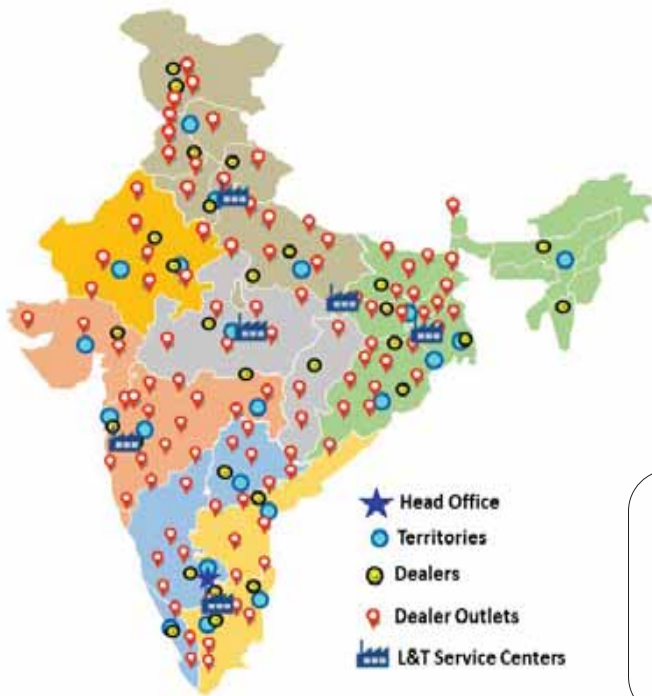 Head Office
Territories
Dealers
Dealer Outlets
L&T Service Centers